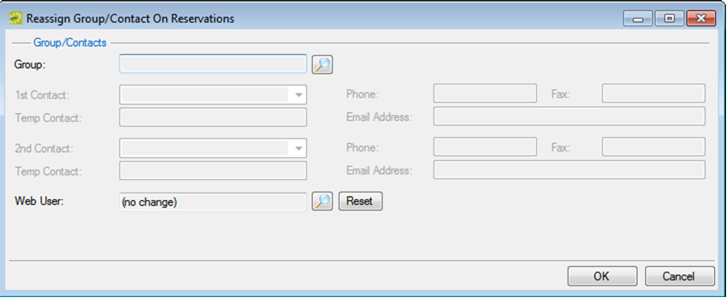 Reassign Group/Contact On Reservations
Group/Contacts
Group:
1st Contact: Phone: Fax:
Temp Contact: Email Address:
2nd Contact: Phone: Fax:
Temp Contact: Email Address:
Web User: (no change) Reset
OK Cancel